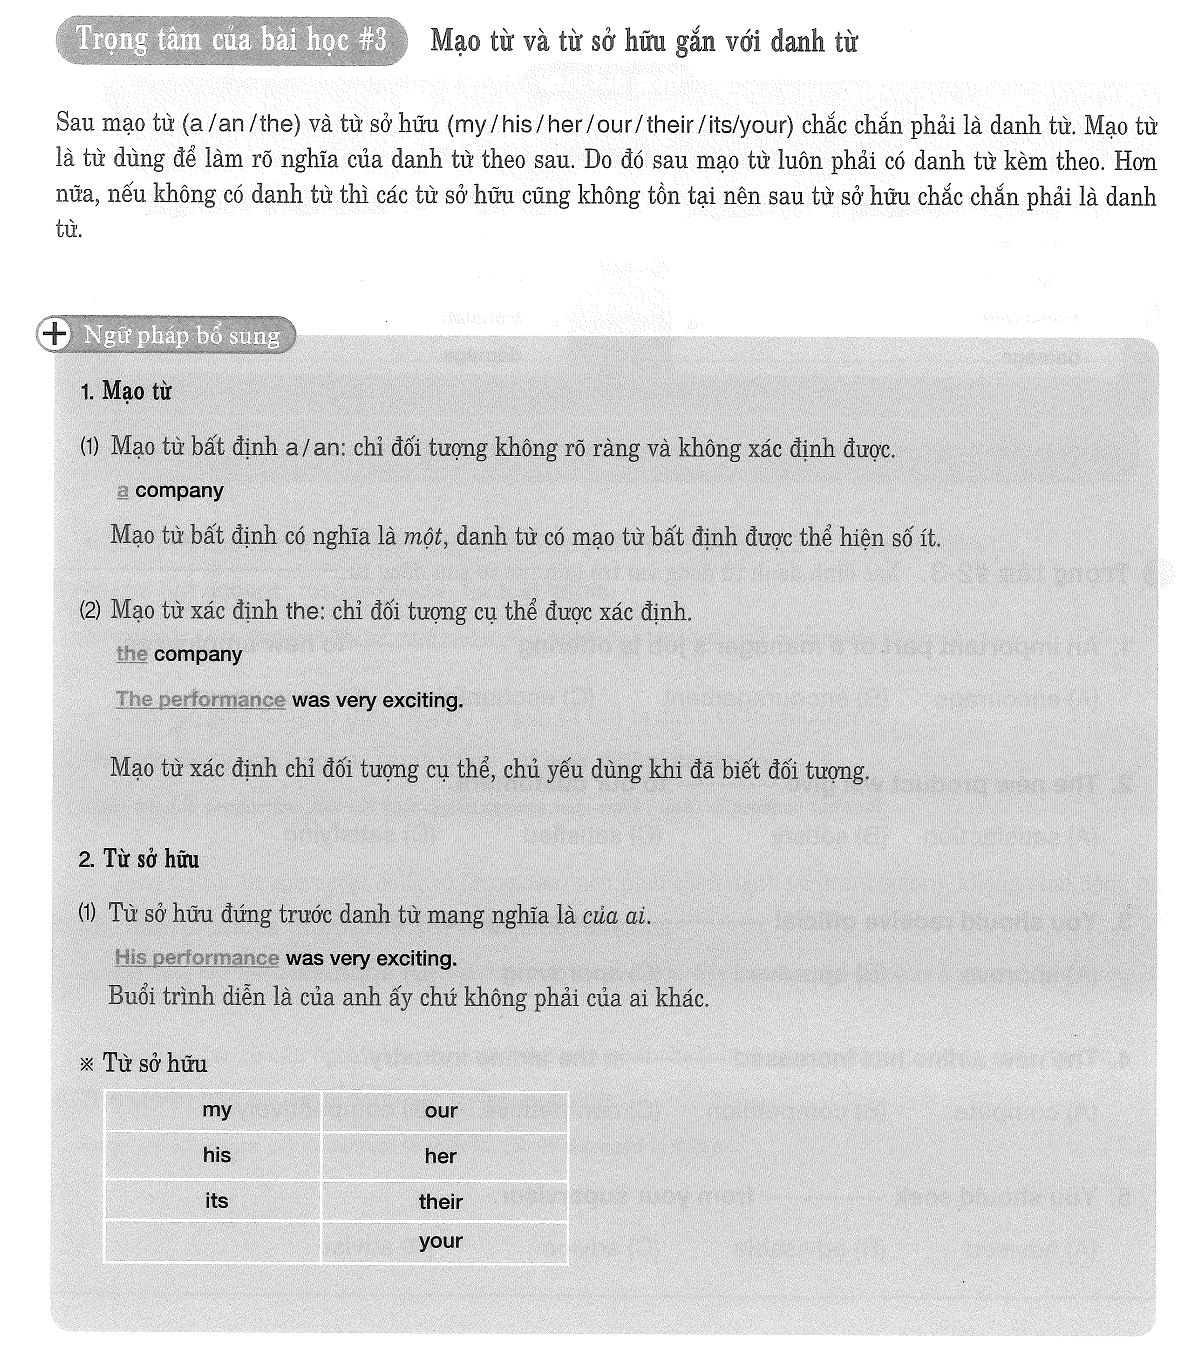 Trọng tâm của bài học #3 Mạo từ và từ sở hữu gắn với danh từ
Sau mạo từ (a/an/the) và từ sở hữu (my/his/her/our/their/its/your) chắc chắn phải là danh từ. Mạo từ
là từ dùng để làm rõ nghĩa của danh từ theo sau. Do đó sau mạo từ luôn phải có danh từ kèm theo. Hơn
nữa, nếu không có danh từ thì các từ sở hữu cũng không tồn tại nên sau từ sở hữu chắc chắn phải là danh
từ.
+ Ngữ pháp bổ sung
1. Mạo từ
(1) Mạo từ bất định a/an: chỉ đối tượng không rõ ràng và không xác định được.
a company
Mạo từ bất định có nghĩa là một, danh từ có mạo từ bất định được thể hiện số ít.
(2) Mạo từ xác định the: chỉ đối tượng cụ thể được xác định.
the company
The performance was very exciting.
Mạo từ xác định chỉ đối tượng cụ thể, chủ yếu dùng khi đã biết đối tượng.
2. Từ sở hữu
(1) Từ sở hữu đứng trước danh từ mang nghĩa là của ai.
His performance was very exciting.
Buổi trình diễn là của anh ấy chứ không phải của ai khác.
※ Từ sở hữu
my our
his her
its their
your